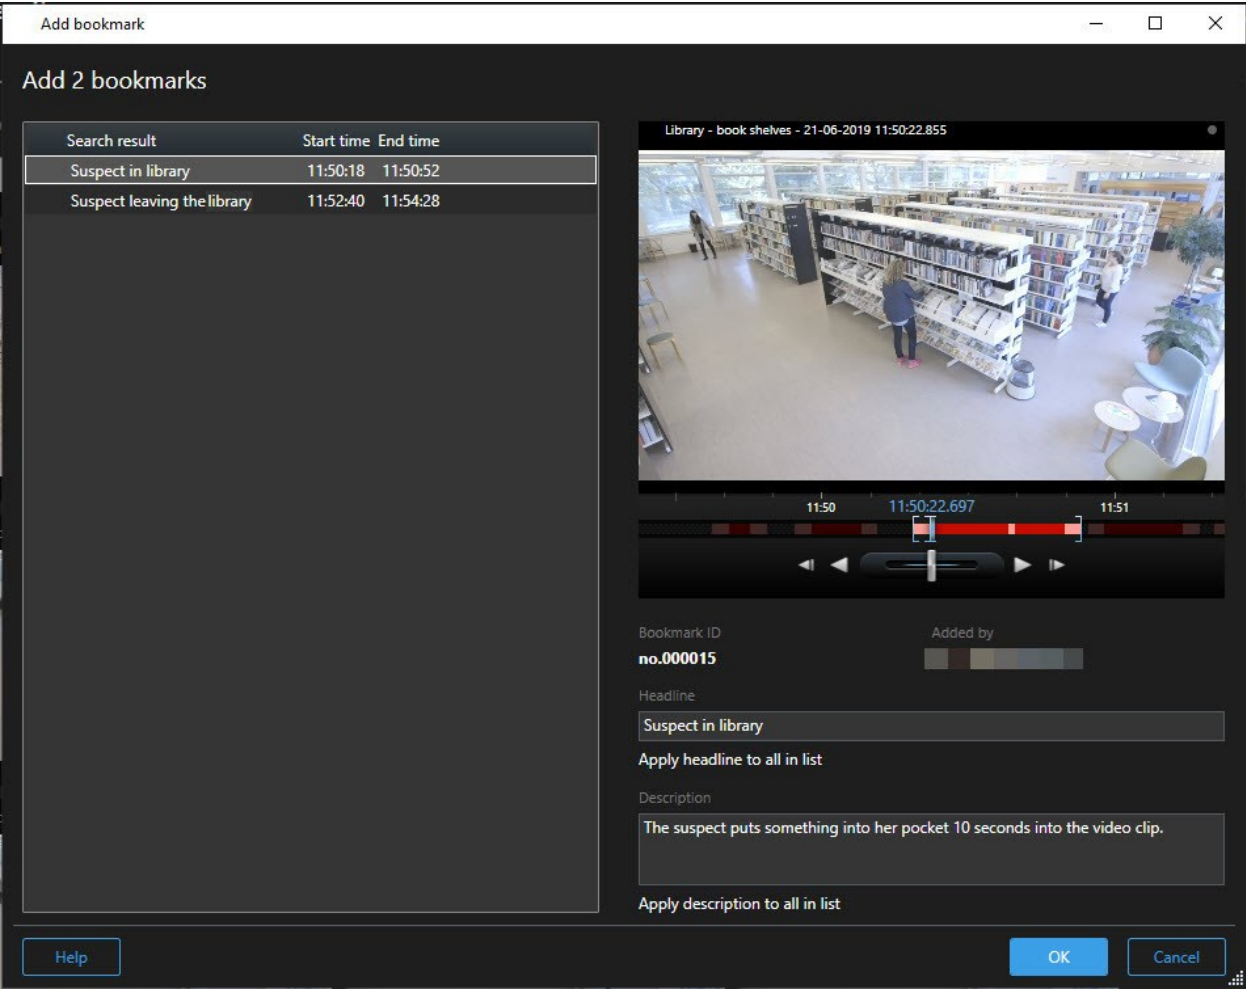 Add bookmark
Add 2 bookmarks
Search result Start time End time
Suspect in library 11:50:18 11:50:52
Suspect leaving the library 11:52:40 11:54:28
Library - book shelves - 21-06-2019 11:50:22.855
11:50 11:50:22.697 11:51
Bookmark ID Added by
no.000015
Headline
Suspect in library
Apply headline to all in list
Description
The suspect puts something into her pocket 10 seconds into the video clip.
Apply description to all in list
Help OK Cancel